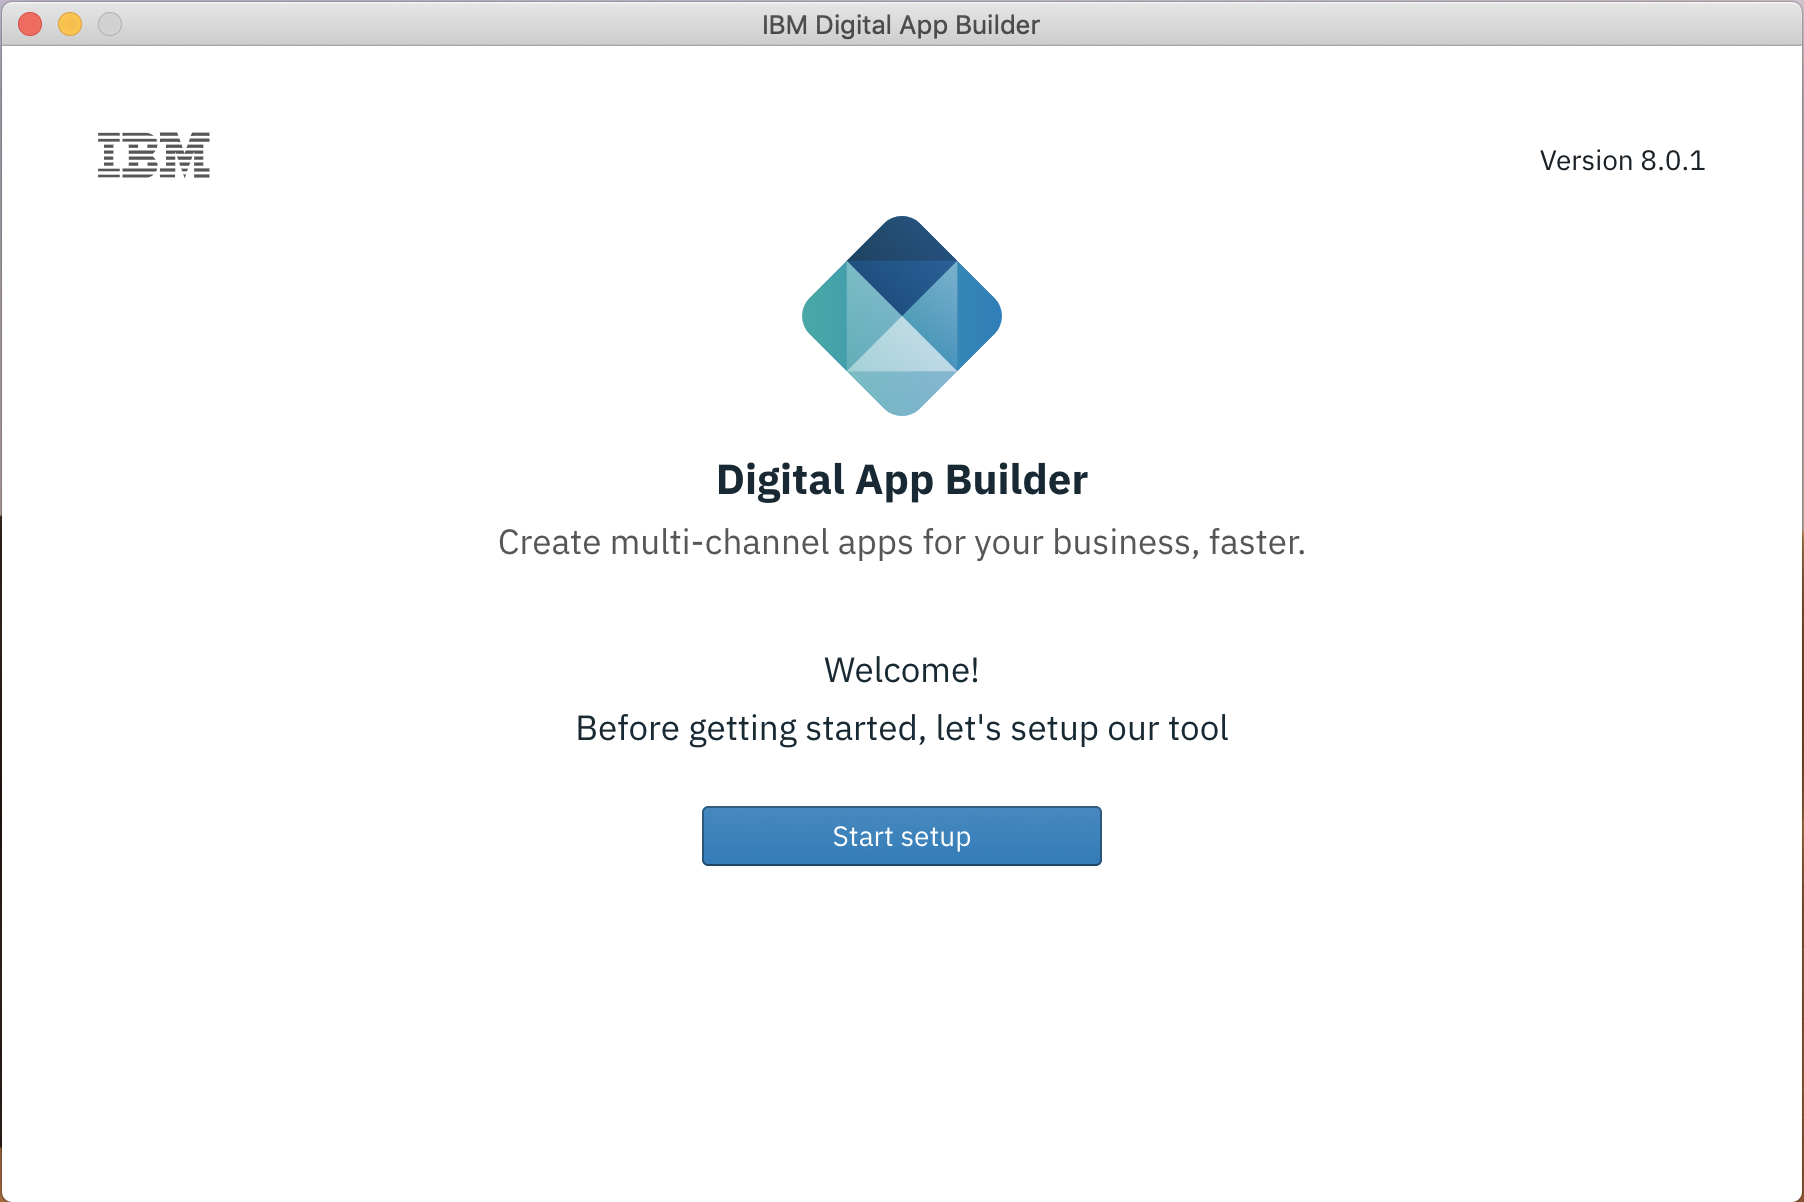 IBM Digital App Builder
IBM
Version 8.0.1
Digital App Builder
Create multi-channel apps for your business, faster.
Welcome!
Before getting started, let's setup our tool
Start setup